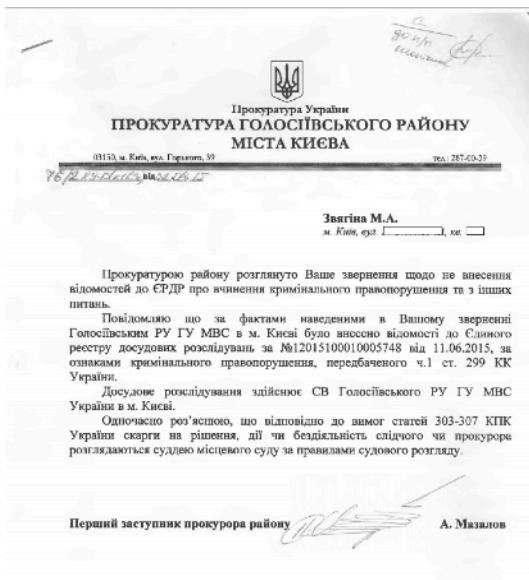 Прокуратура України
ПРОКУРАТУРА ГОЛОСІЇВСЬКОГО РАЙОНУ
МІСТА КИЄВА
03150, м. Київ, вул. Горького, 39 тел.: 287-00-39
від
Звягіна М.А.
м. Київ, вул. , кв.
Прокуратурою району розглянуто Ваше звернення щодо не внесення
відомостей до ЄРДР про вчинення кримінального правопорушення та з інших
питань.
Повідомляю що за фактами наведеними в Вашому зверненні
Голосіївським РУ ГУ МВС в м. Києві було внесено відомості до Єдиного
реєстру досудових розслідувань за №12015100010005748 від 11.06.2015, за
ознаками кримінального правопорушення, передбаченого ч.1 ст. 299 КК
України.
Досудове розслідування здійснює СВ Голосіївського РУ ГУ МВС
України в м. Києві.
Одночасно роз'яснюю, що відповідно до вимог статей 303-307 КПК
України скарги на рішення, дії чи бездіяльність слідчого чи прокурора
розглядаються суддею місцевого суду за правилами судового розгляду.
Перший заступник прокурора району А. Мазалов